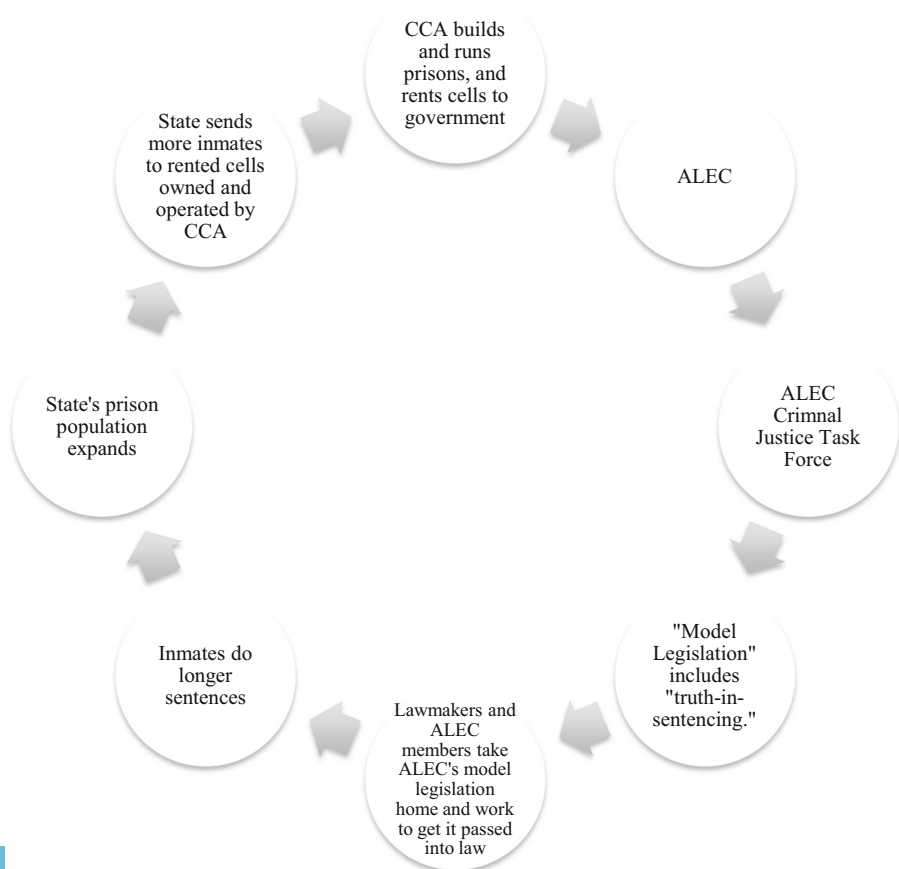 CCA builds
and runs
prisons, and
rents cells to
government
ALEC
ALEC
Crimnal
Justice Task
Force
"Model
Legislation"
includes
"truth-in-
sentencing."
Lawmakers and
ALEC
members take
ALEC's model
legislation
home and work
to get it passed
into law
Inmates do
longer
sentences
State's prison
population
expands
State sends
more inmates
to rented cells
owned and
operated by
CCA